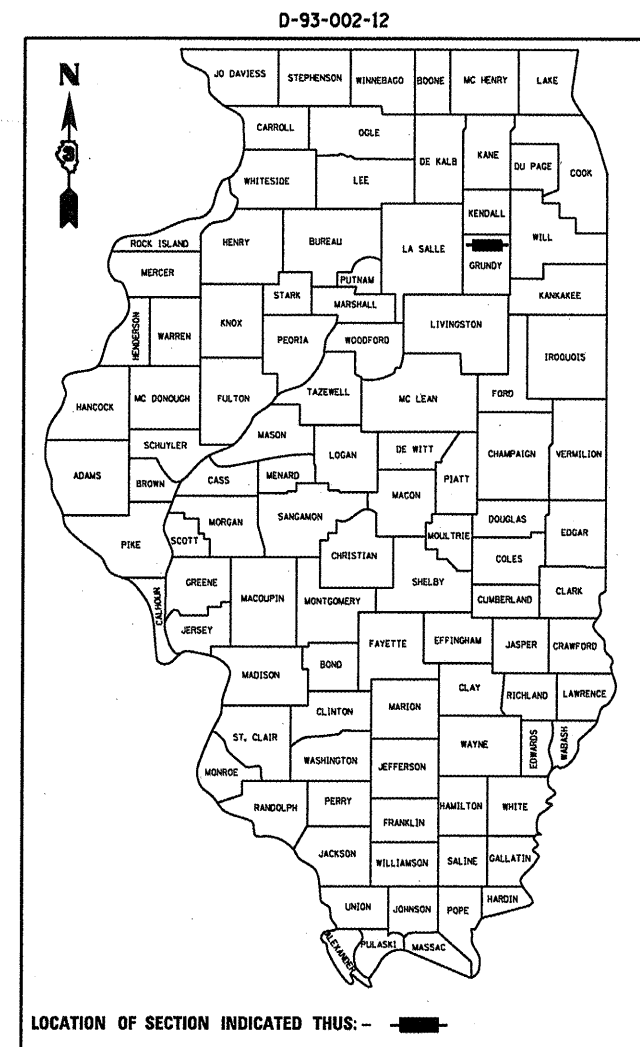 D-93-002-12
N
JO DAVIESS STEPHENSON WINNEBAGO BOONE MC HENRY LAKE
CARROLL OGLE DE KALB KANE DU PAGE COOK
WHITESIDE LEE
KENDALL WILL
ROCK ISLAND HENRY BUREAU LA SALLE GRUNDY
MERCER PUTNAM
KANKAKEE
STARK MARSHALL
HENDERSON WARREN KNOX PEORIA WOODFORD LIVINGSTON IROQUOIS
HANCOCK MC DONOUGH FULTON TAZEWELL MC LEAN FORD
SCHUYLER MASON LOGAN DE WITT CHAMPAIGN VERMILION
ADAMS BROWN CASS MENARD MACON PIATT
PIKE SCOTT MORGAN SANGAMON CHRISTIAN MOULTRIE DOUGLAS EDGAR
COLES
CALHOUN GREENE MACOUPIN MONTGOMERY SHELBY CUMBERLAND CLARK
JERSEY FAYETTE EFFINGHAM JASPER CRAWFORD
MADISON BOND
CLAY RICHLAND LAWRENCE
CLINTON MARION
ST. CLAIR WAYNE EDWARDS WABASH
MONROE WASHINGTON JEFFERSON
RANDOLPH PERRY HAMILTON WHITE
FRANKLIN
JACKSON WILLIAMSON SALINE GALLATIN
UNION JOHNSON POPE HARDIN
ALEXANDER PULASKI MASSAC
LOCATION OF SECTION INDICATED THUS: -